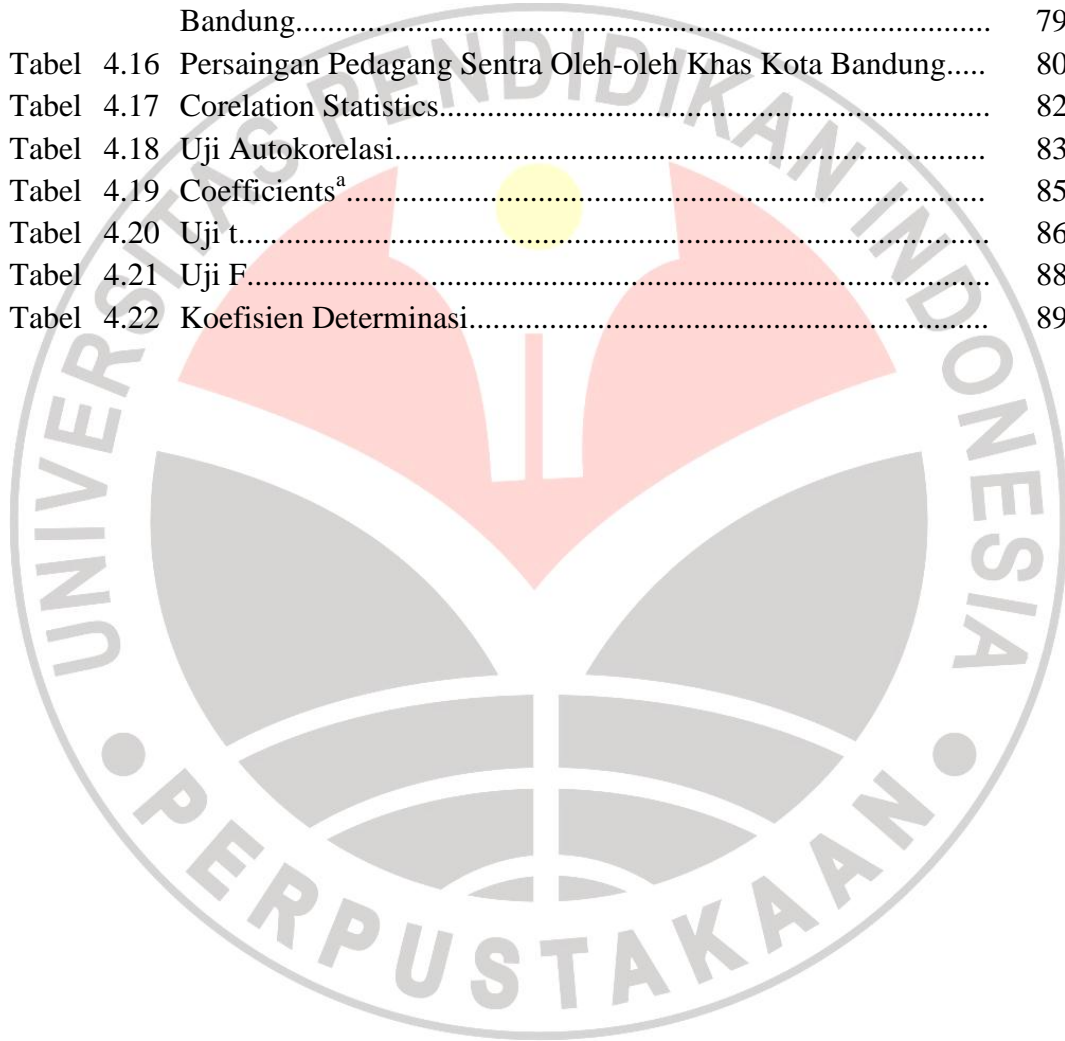 Bandung....................................................................................... 79
Tabel 4.16 Persaingan Pedagang Sentra Oleh-oleh Khas Kota Bandung..... 80
Tabel 4.17 Corelation Statistics..................................................................... 82
Tabel 4.18 Uji Autokorelasi.......................................................................... 83
Tabel 4.19 Coefficientsᵃ................................................................................ 85
Tabel 4.20 Uji t.............................................................................................. 86
Tabel 4.21 Uji F............................................................................................. 88
Tabel 4.22 Koefisien Determinasi................................................................. 89
UNIVERSITAS PENDIDIKAN INDONESIA
PERPUSTAKAAN